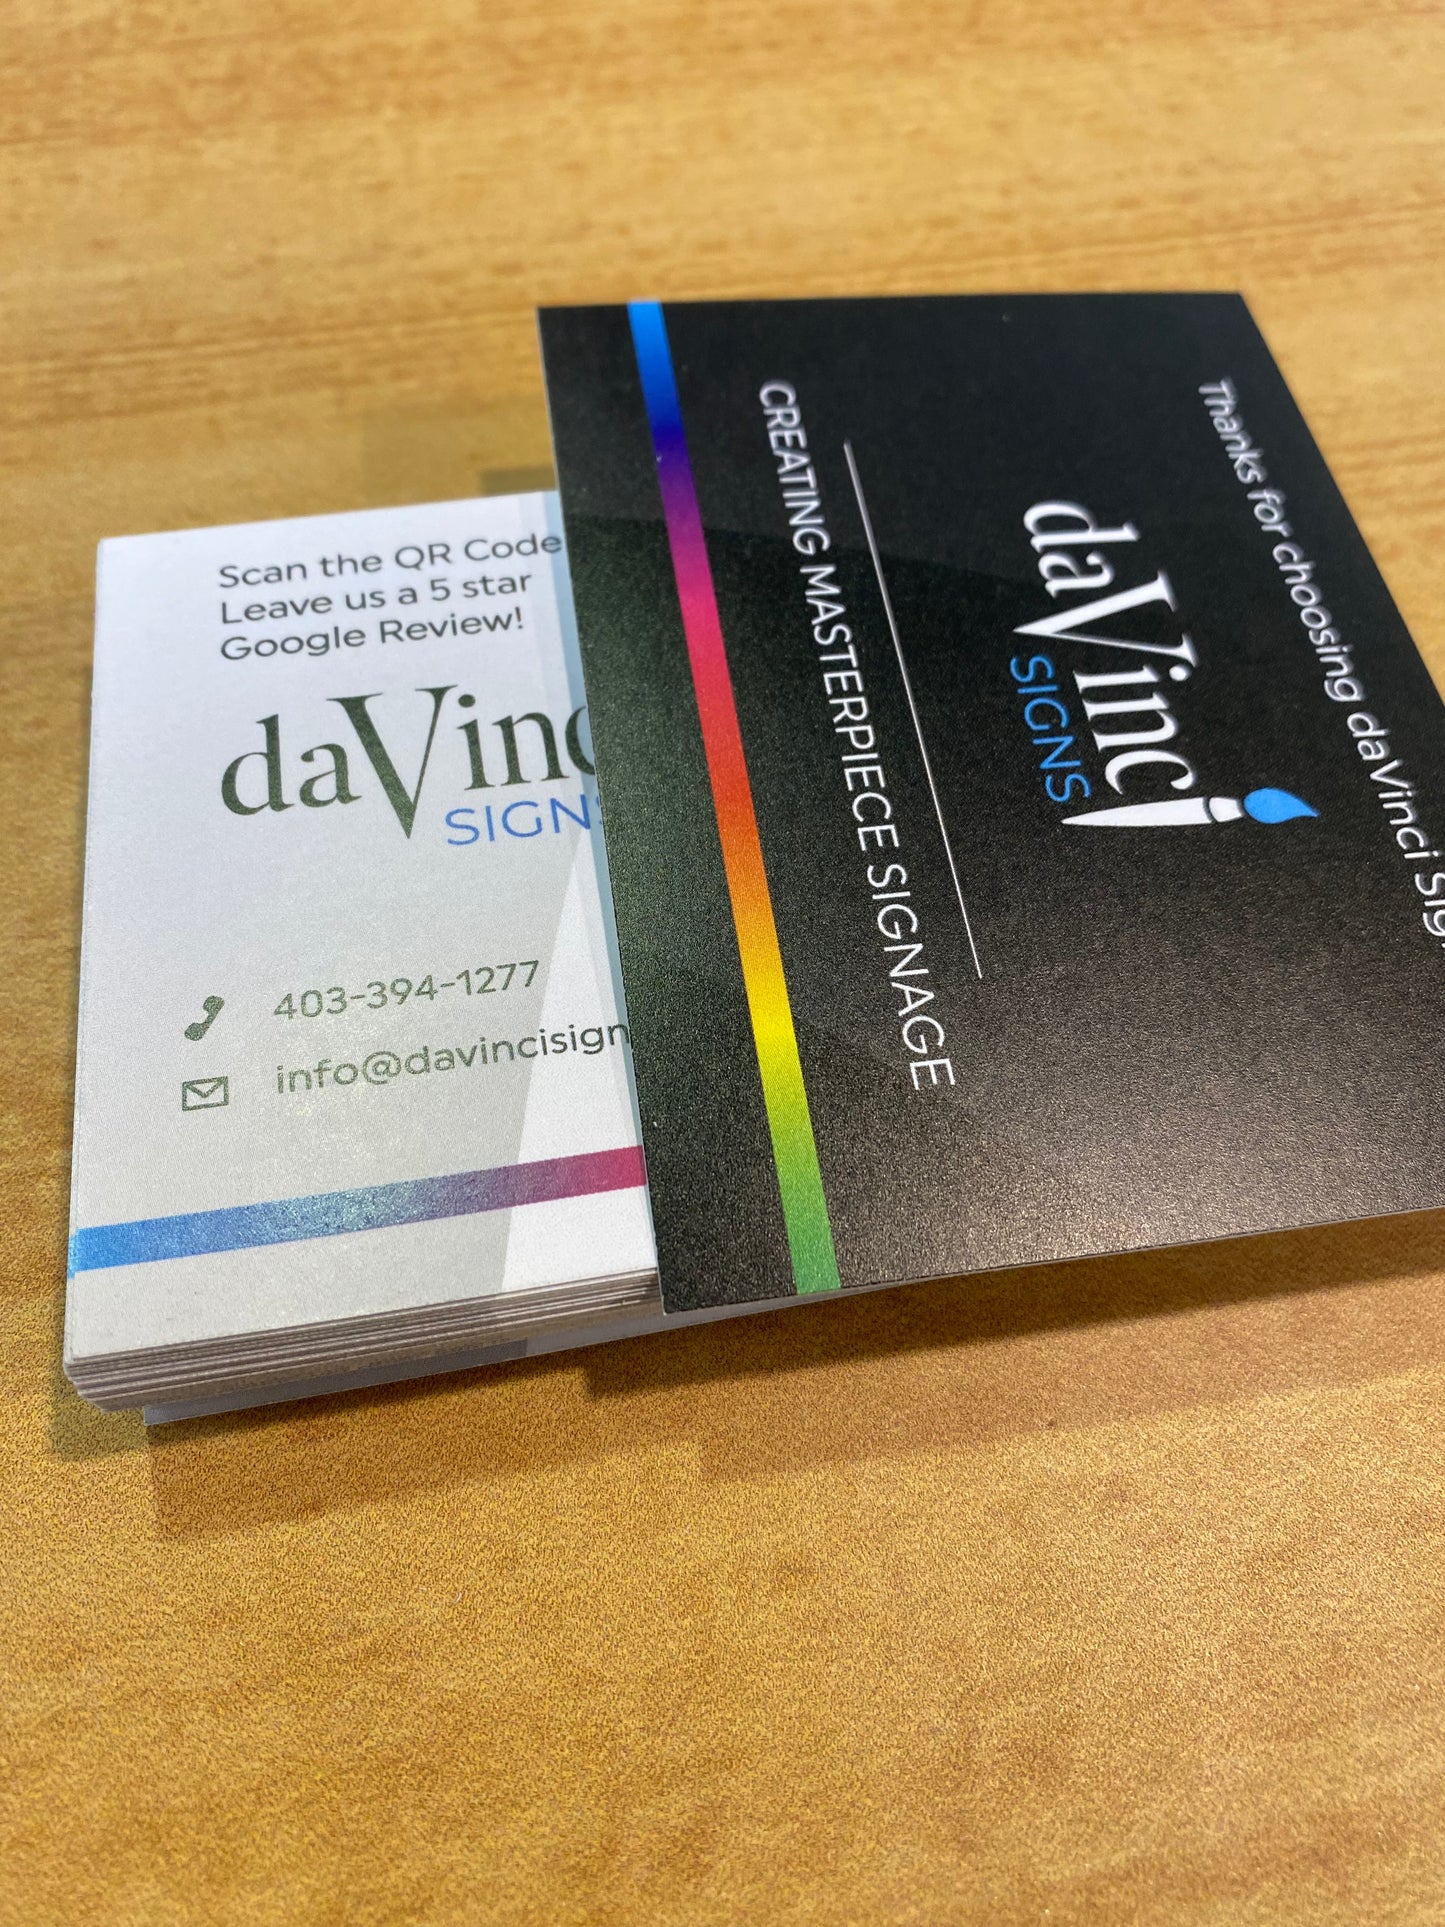 Scan the QR Code
Leave us a 5 star
Google Review!
daVinc
SIGNS
403-394-1277
info@davincisign
Thanks for choosing daVinci Sig
daVinci
SIGNS
CREATING MASTERPIECE SIGNAGE